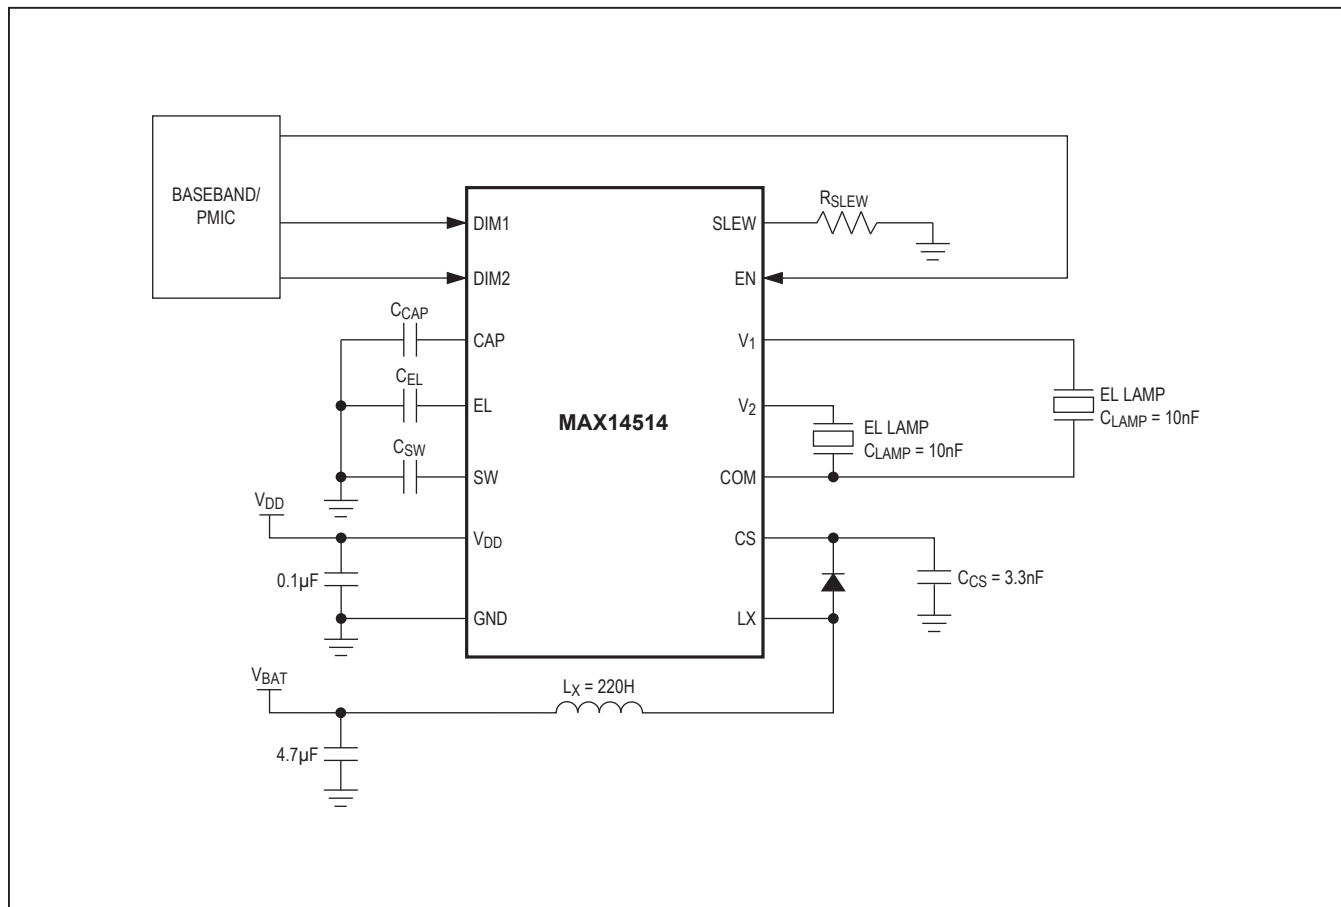 BASEBAND/
PMIC
DIM1
DIM2
CAP
EL
SW
VDD
GND
SLEW
EN
V1
V2
COM
CS
LX
MAX14514
RSLEW
CCAP
CEL
CSW
VDD
0.1µF
VBAT
4.7µF
LX = 220H
EL LAMP
CLAMP = 10nF
EL LAMP
CLAMP = 10nF
CCS = 3.3nF